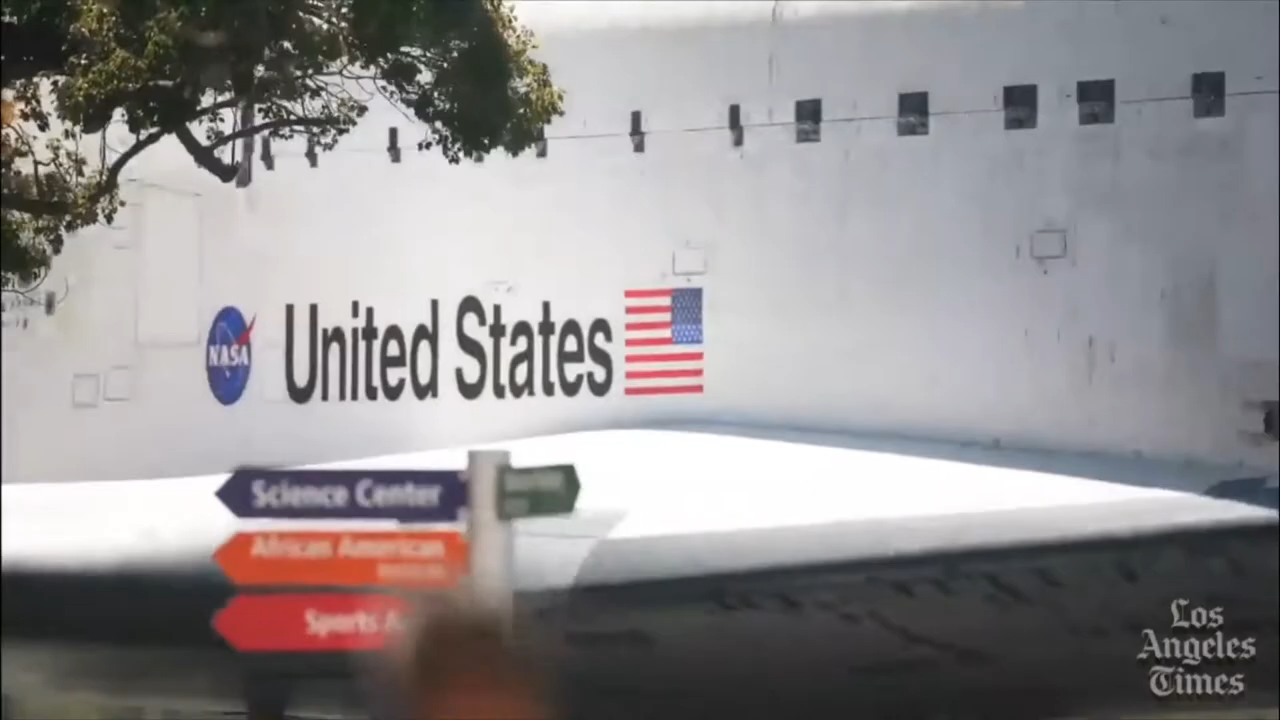 NASA
United States
Science Center
African American
Sports
Los
Angeles
Times